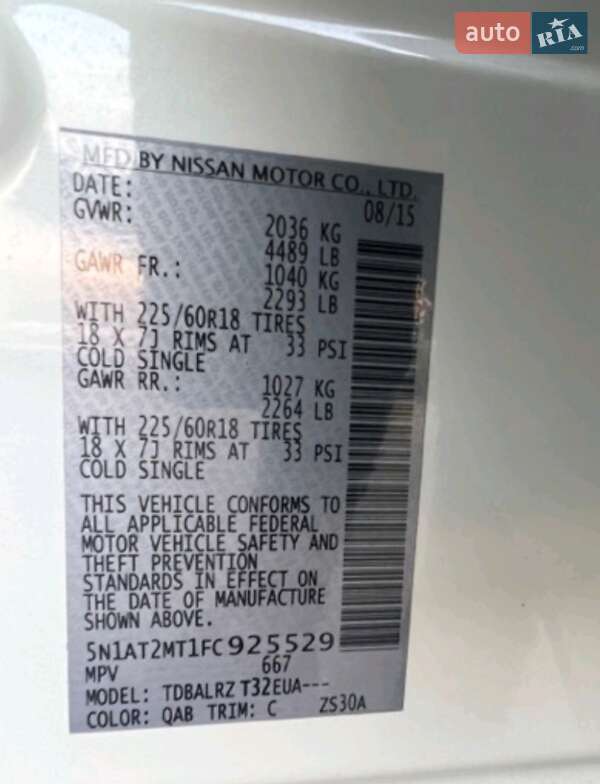 auto RIA .com
MFD BY NISSAN MOTOR CO., LTD.
DATE: 08/15
GVWR: 2036 KG
4489 LB
GAWR FR.: 1040 KG
2293 LB
WITH 225/60R18 TIRES
18 X 7J RIMS AT 33 PSI
COLD SINGLE
GAWR RR.: 1027 KG
2264 LB
WITH 225/60R18 TIRES
18 X 7J RIMS AT 33 PSI
COLD SINGLE
THIS VEHICLE CONFORMS TO
ALL APPLICABLE FEDERAL
MOTOR VEHICLE SAFETY AND
THEFT PREVENTION
STANDARDS IN EFFECT ON
THE DATE OF MANUFACTURE
SHOWN ABOVE.
5N1AT2MT1FC925529
MPV 667
MODEL: TDBALRZ T32EUA---
COLOR: QAB TRIM: C ZS30A